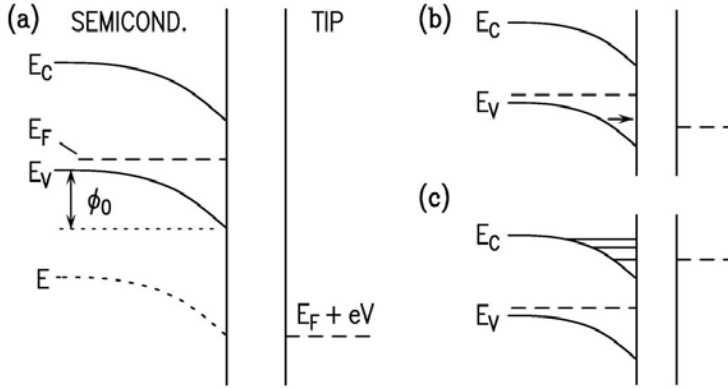 (a) SEMICOND. TIP
E_C
E_F
E_V
ϕ_0
E
E_F + eV
(b)
E_C
E_V
(c)
E_C
E_V